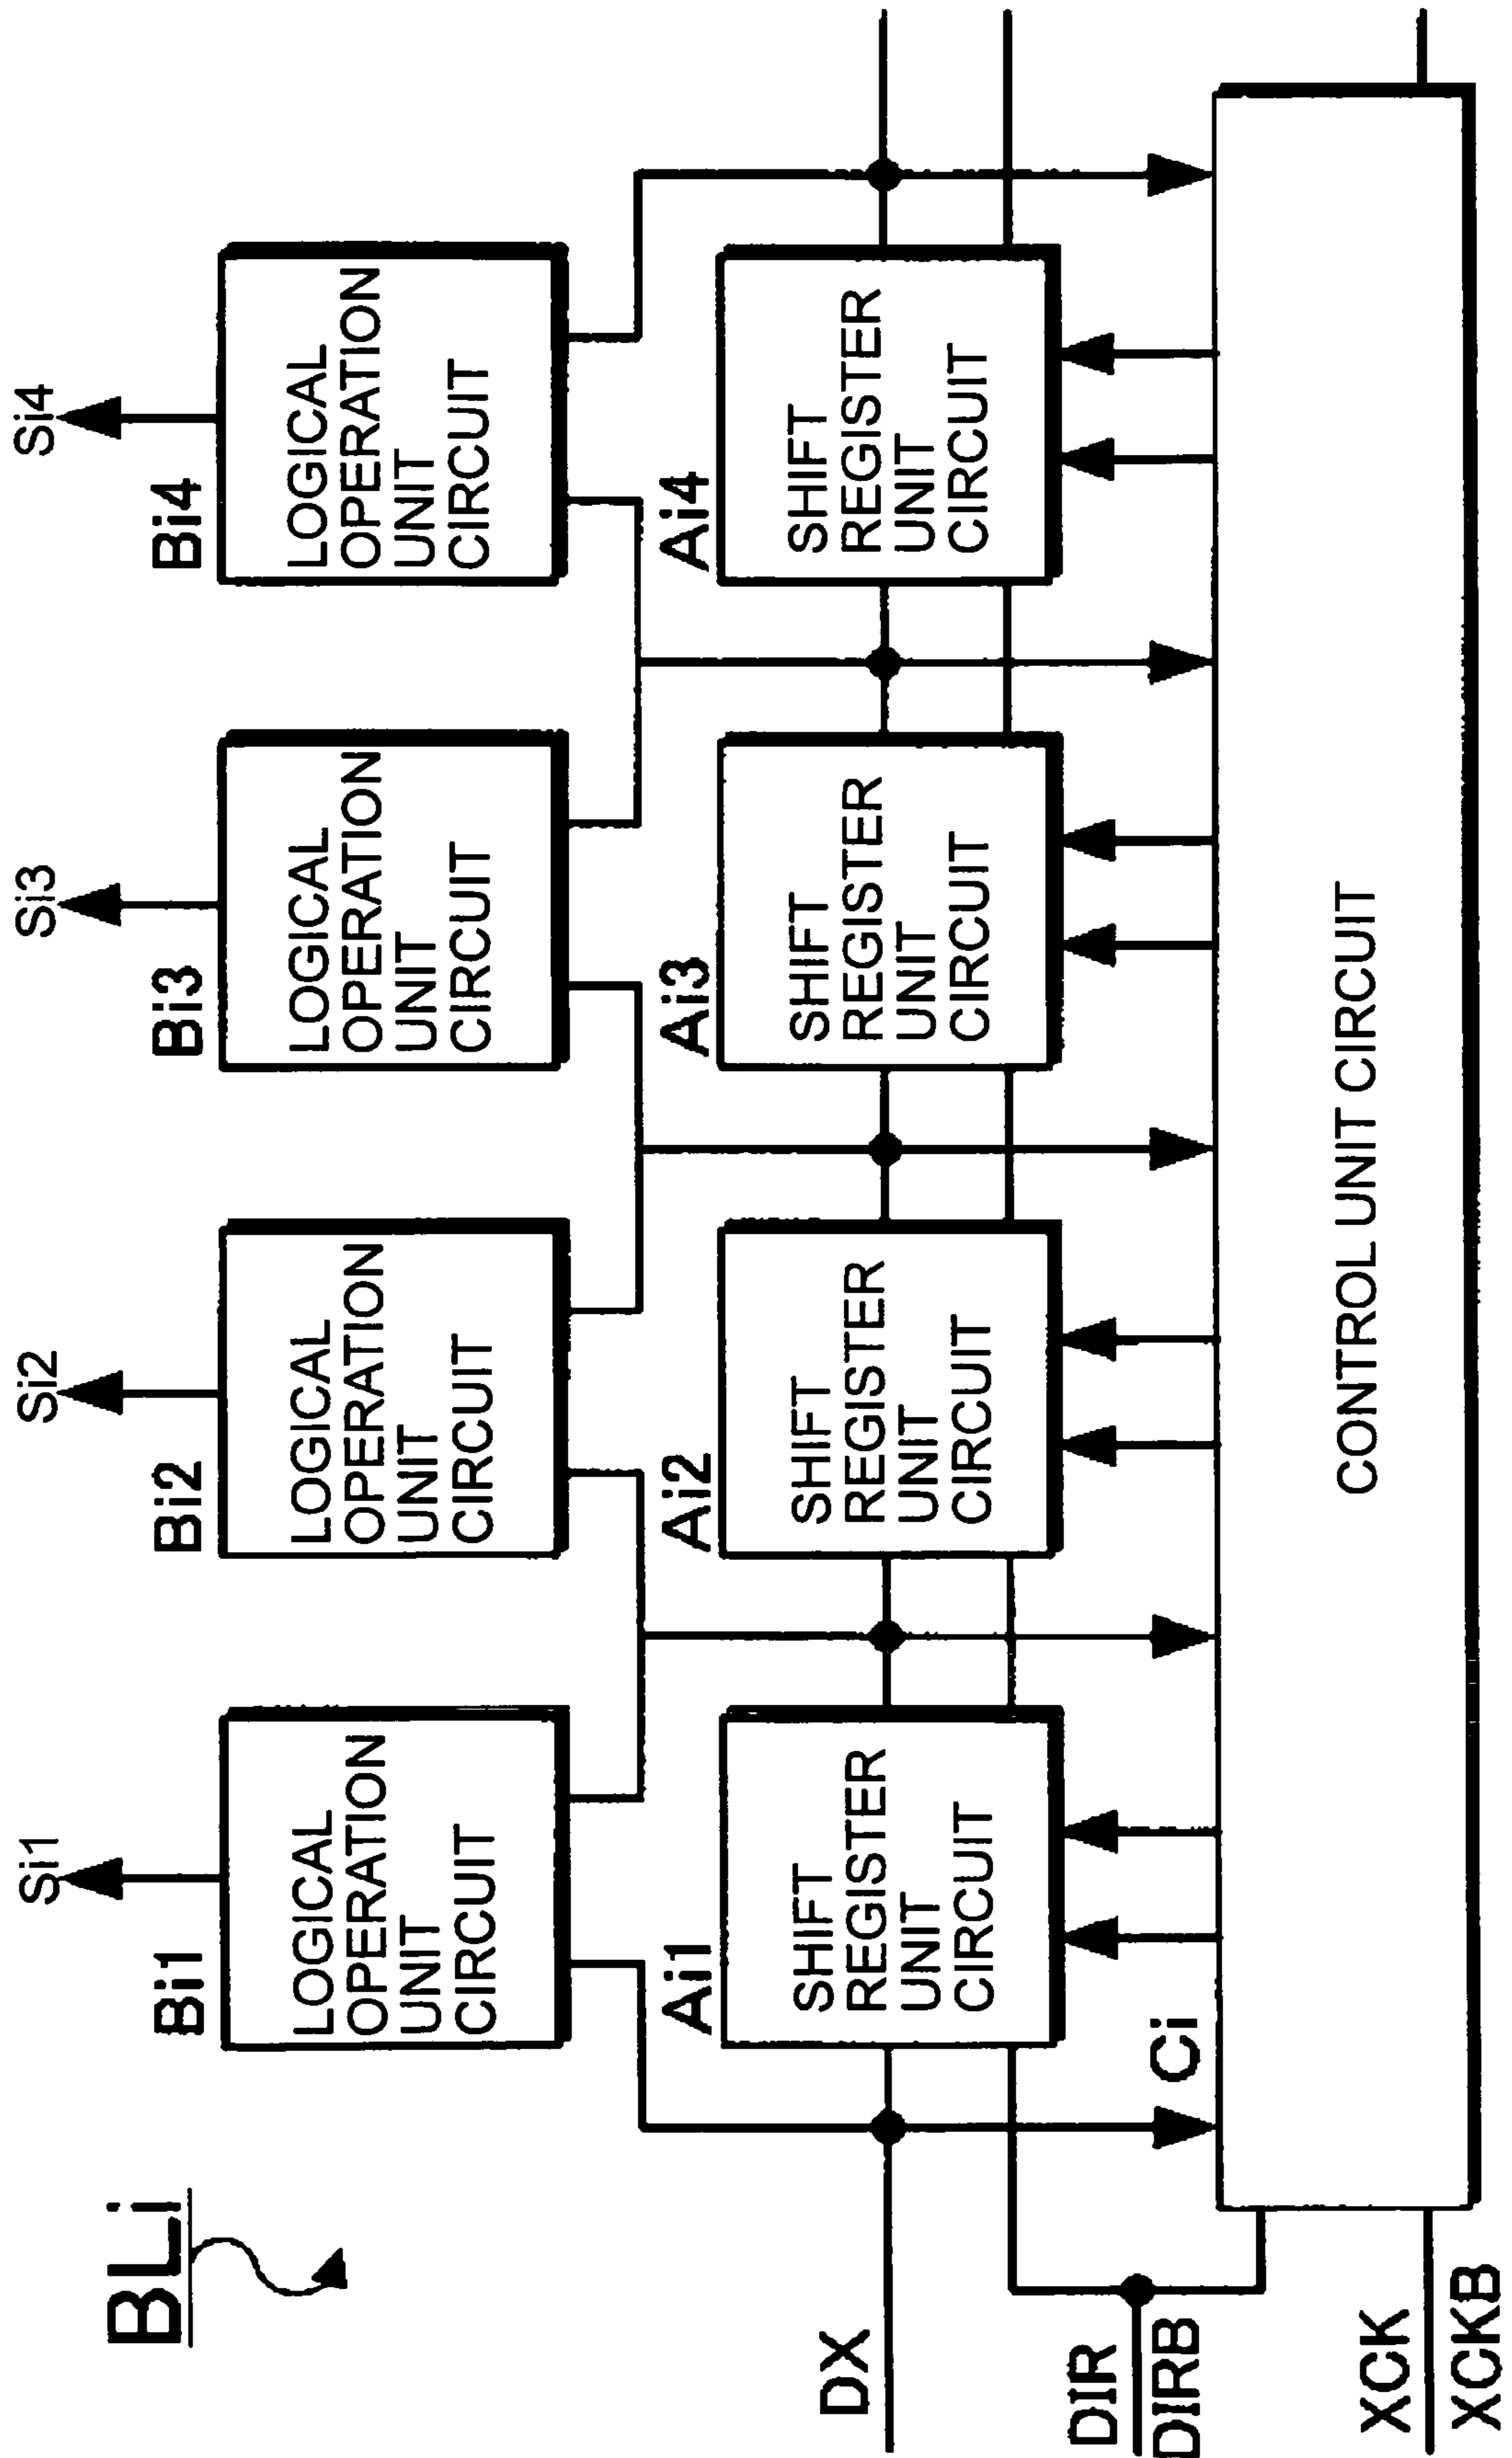 BLi
Si1
Si2
Si3
Si4
Bi1
Bi2
Bi3
Bi4
LOGICAL
OPERATION
UNIT
CIRCUIT
LOGICAL
OPERATION
UNIT
CIRCUIT
LOGICAL
OPERATION
UNIT
CIRCUIT
LOGICAL
OPERATION
UNIT
CIRCUIT
Ai1
Ai2
Ai3
Ai4
SHIFT
REGISTER
UNIT
CIRCUIT
SHIFT
REGISTER
UNIT
CIRCUIT
SHIFT
REGISTER
UNIT
CIRCUIT
SHIFT
REGISTER
UNIT
CIRCUIT
DX
DIR
DIRB
Ci
CONTROL UNIT CIRCUIT
XCK
XCKB